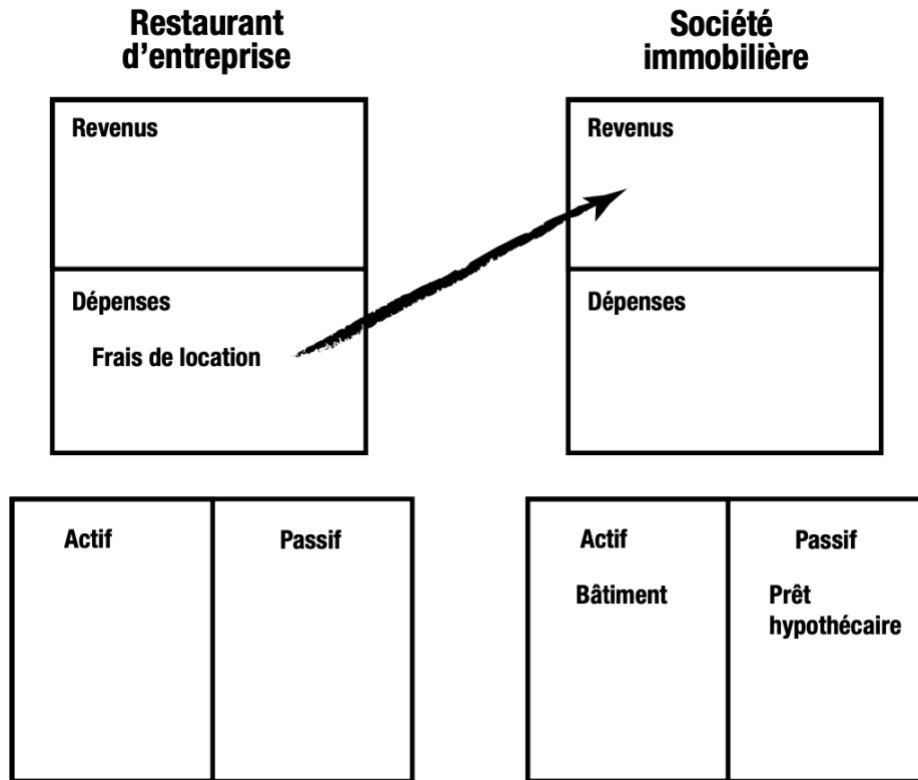 Restaurant
d’entreprise
Revenus
Dépenses
Frais de location
Actif
Passif
Société
immobilière
Revenus
Dépenses
Actif
Bâtiment
Passif
Prêt
hypothécaire